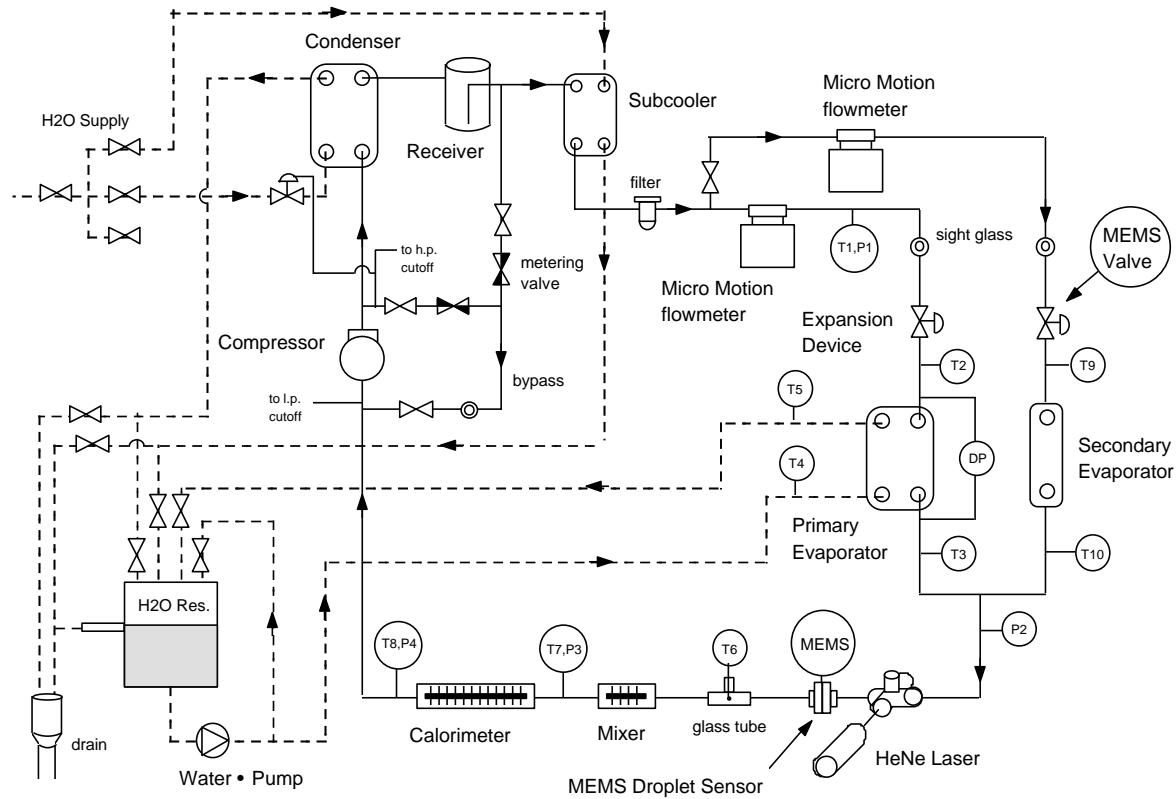 Condenser
Micro Motion
flowmeter
Subcooler
H2O Supply
Receiver
filter
T1,P1
sight glass
MEMS
Valve
to h.p.
cutoff
metering
valve
Micro Motion
flowmeter
Expansion
Device
Compressor
T2
T9
bypass
T5
to l.p.
cutoff
T4
DP
Secondary
Evaporator
Primary
Evaporator
T3
T10
H2O Res.
T8,P4
T7,P3
T6
MEMS
P2
glass tube
drain
Calorimeter
Mixer
HeNe Laser
Water • Pump
MEMS Droplet Sensor